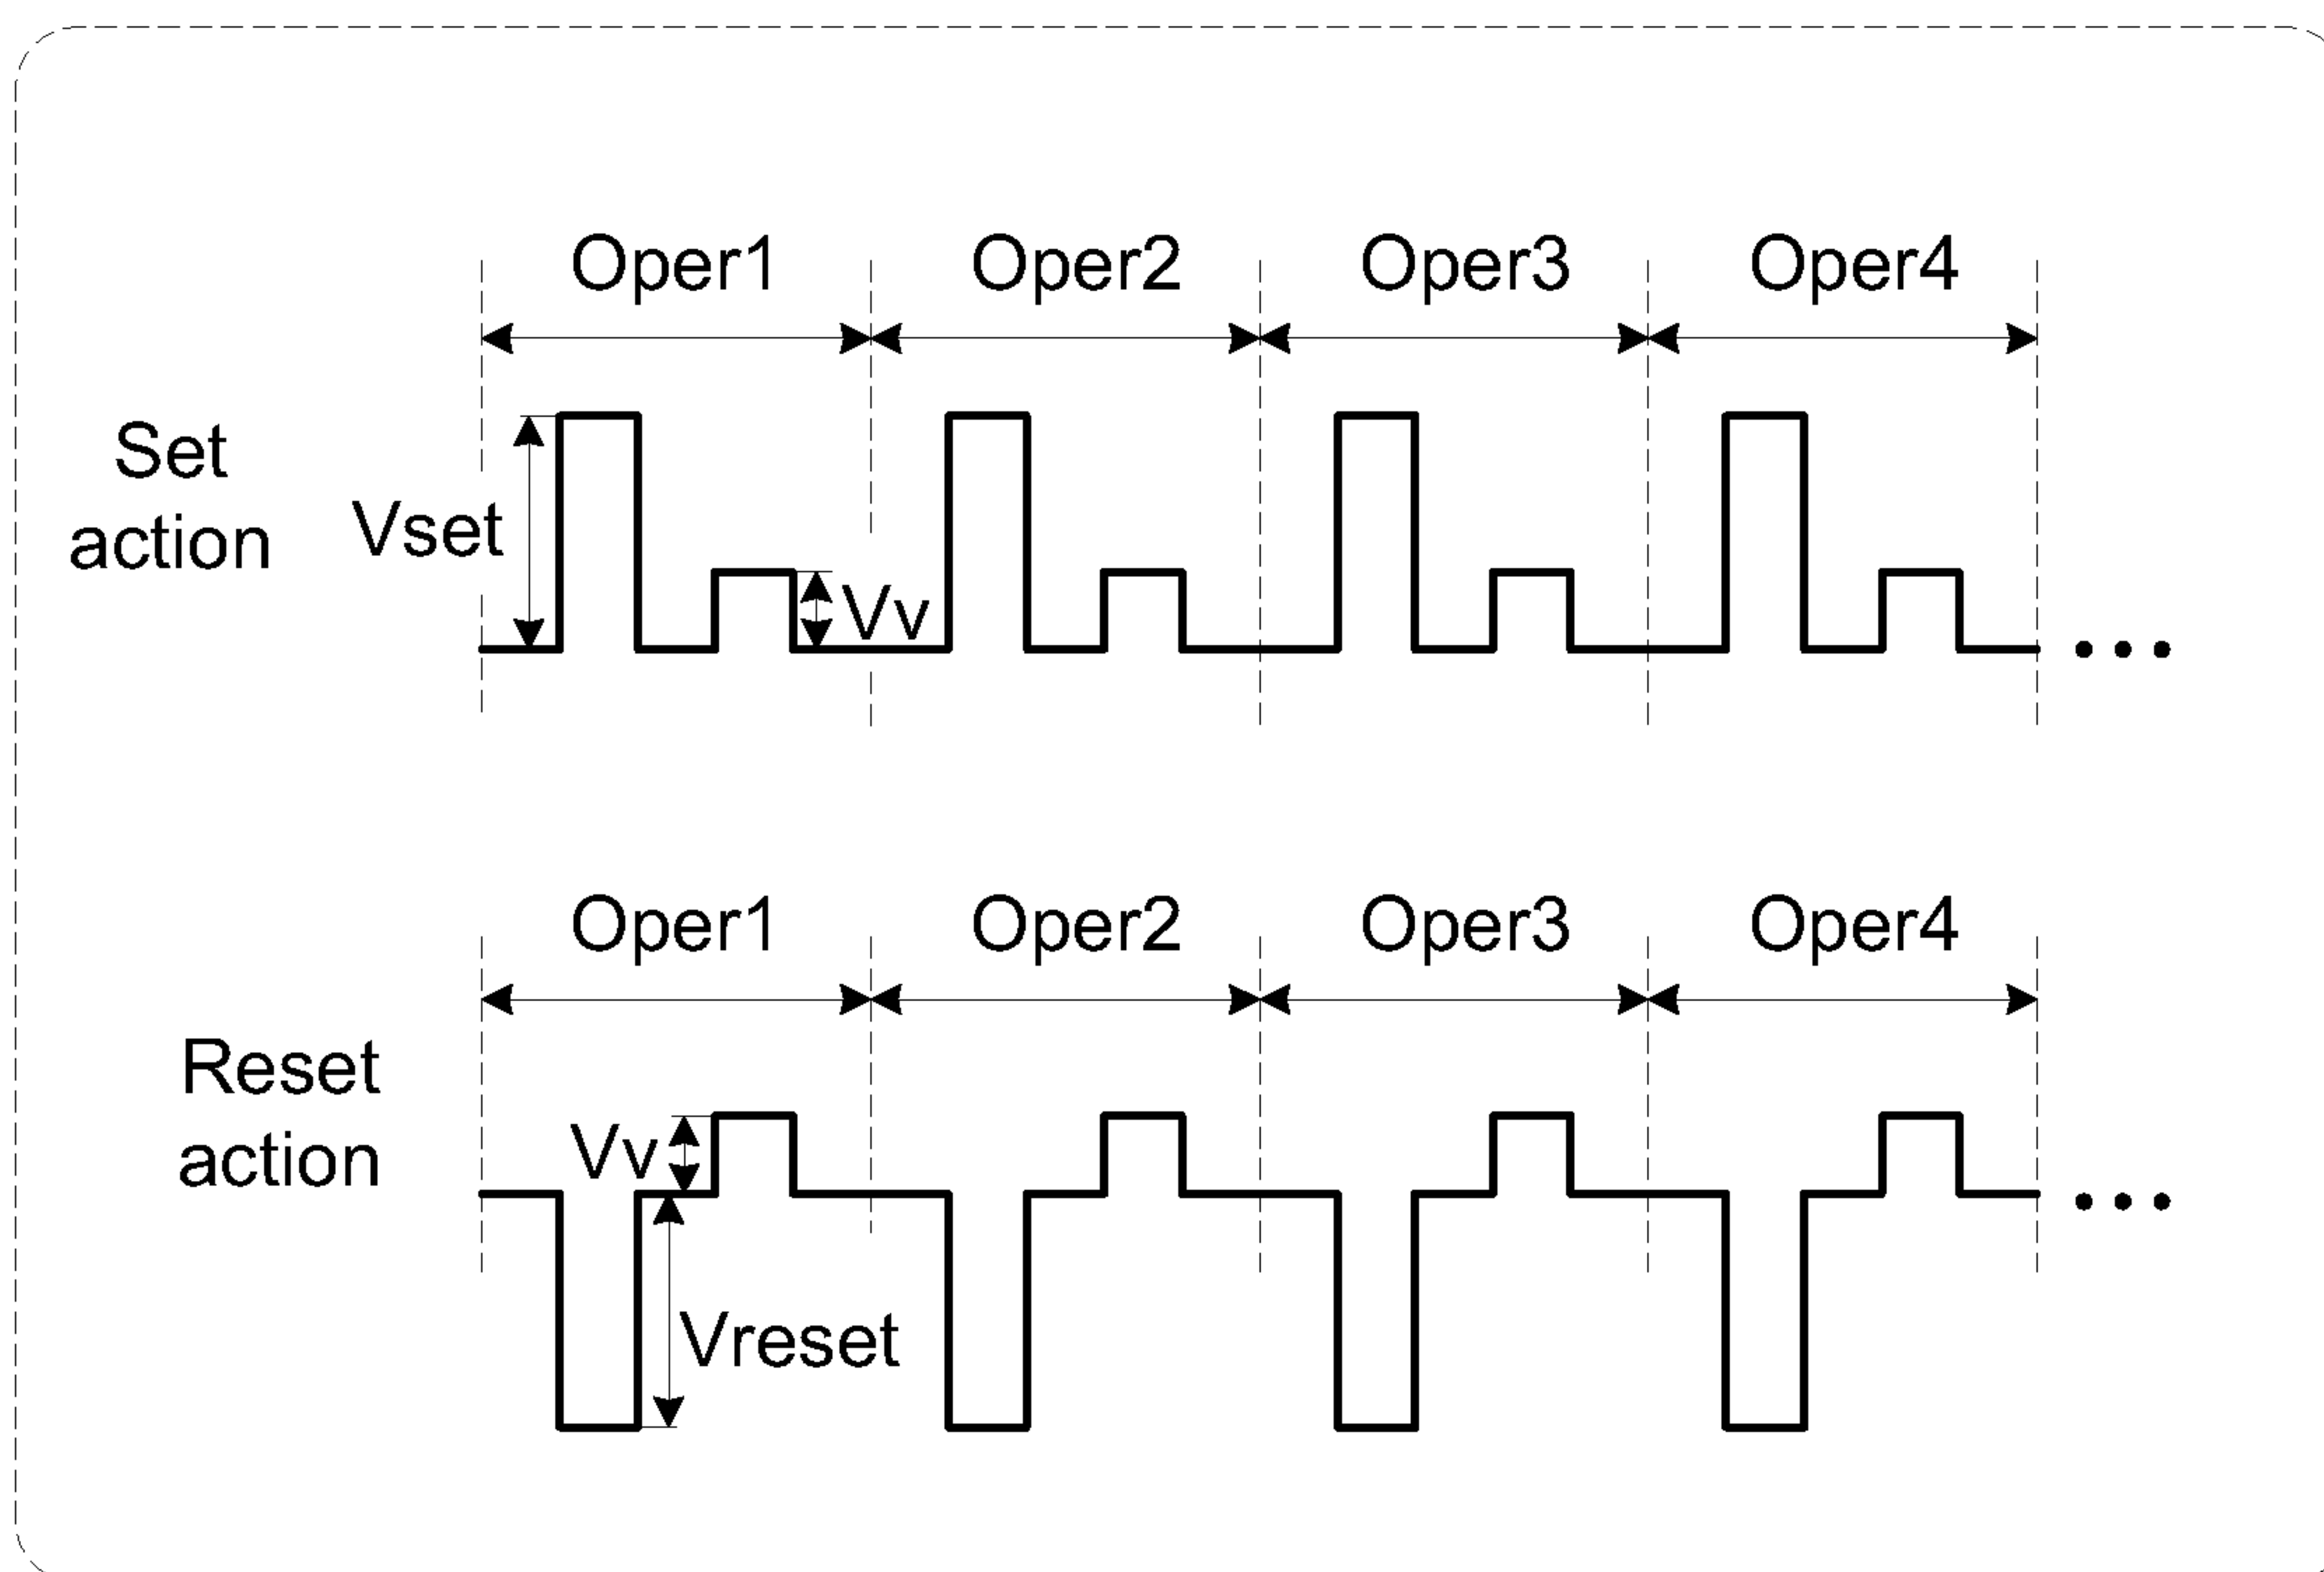 Oper1 Oper2 Oper3 Oper4
Set
action
Vset
Vv
Oper1 Oper2 Oper3 Oper4
Reset
action
Vv
Vreset